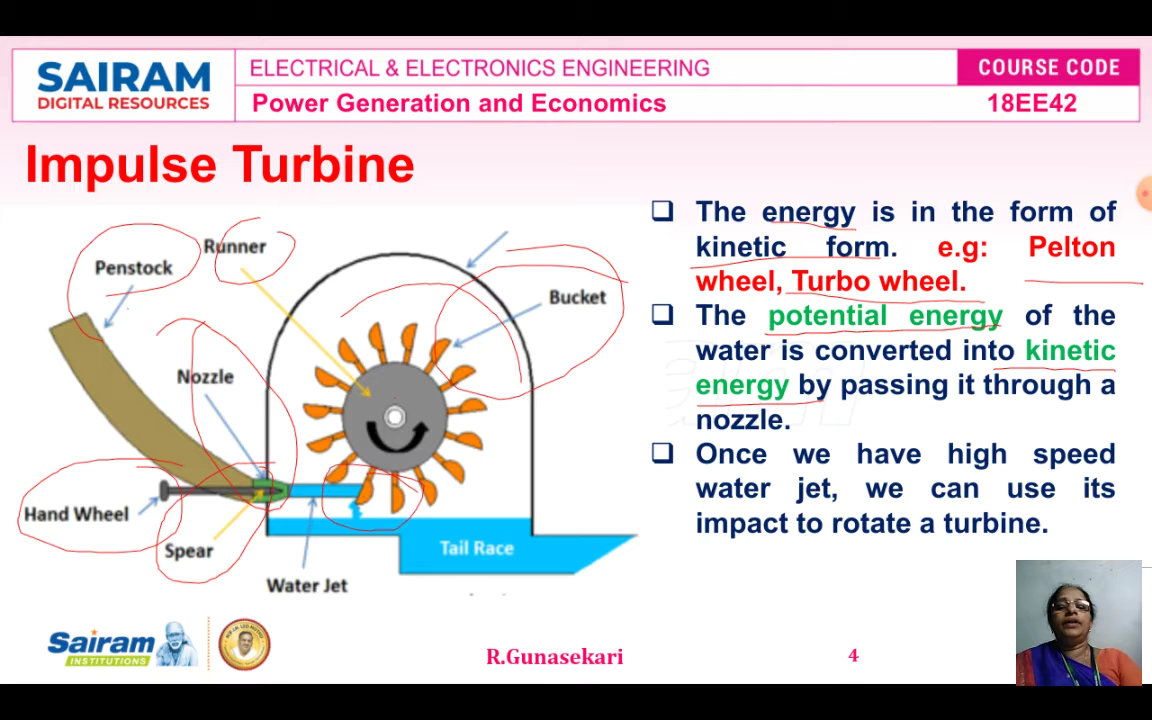 SAIRAM
DIGITAL RESOURCES
ELECTRICAL & ELECTRONICS ENGINEERING
COURSE CODE
Power Generation and Economics
18EE42
Impulse Turbine
Runner
Penstock
Bucket
Nozzle
Hand Wheel
Spear
Water Jet
Tail Race
❑ The energy is in the form of
kinetic form. e.g: Pelton
wheel, Turbo wheel.
❑ The potential energy of the
water is converted into kinetic
energy by passing it through a
nozzle.
❑ Once we have high speed
water jet, we can use its
impact to rotate a turbine.
Sairam
INSTITUTIONS
R.Gunasekari
4